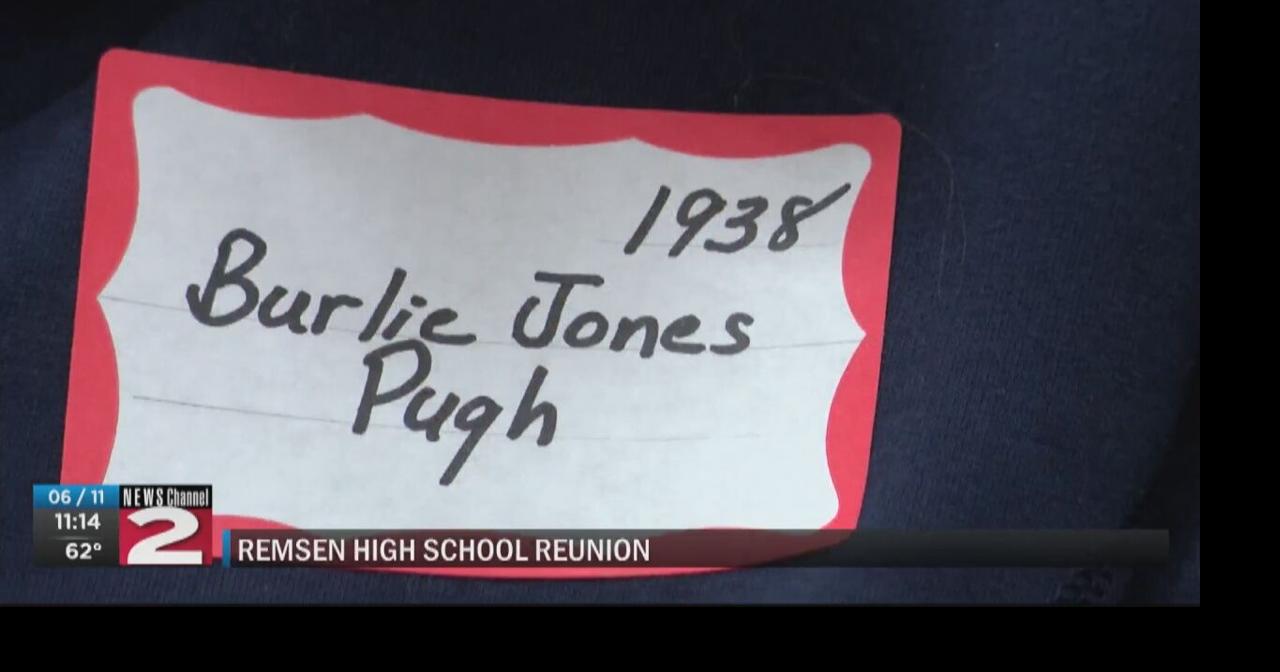 1938
Burlie Jones
Pugh
06 / 11
11:14
62°
NEWS Channel
2
REMSEN HIGH SCHOOL REUNION